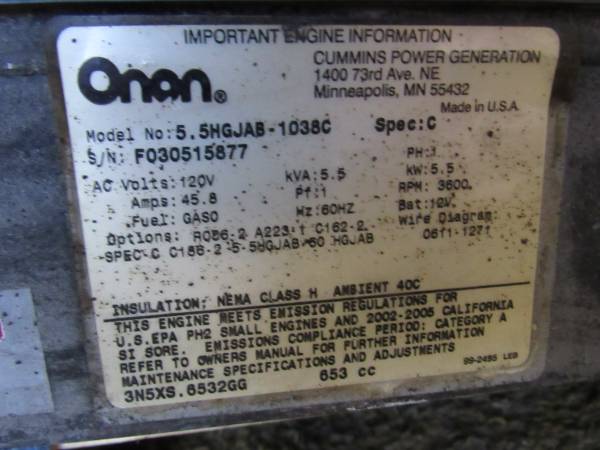 IMPORTANT ENGINE INFORMATION
Onan®
CUMMINS POWER GENERATION
1400 73rd Ave. NE
Minneapolis, MN 55432
Made in U.S.A.
Model No: 5.5HGJAB-1038C Spec: C
S/N: F030515877 PH: 1
AC Volts: 120V KVA: 5.5 KW: 5.5
Amps: 45.8 Pf: 1 RPM: 3600
Fuel: GASO Hz: 60HZ Bat: 12V
Options: R086-2 A223-1 C162-2 Wire Diagram:
SPEC-C C186-2 5-5HGJAB-60 HGJAB 06f1-1271
INSULATION: NEMA CLASS H AMBIENT 40C
THIS ENGINE MEETS EMISSION REGULATIONS FOR
U.S.EPA PH2 SMALL ENGINES AND 2002-2005 CALIFORNIA
SI SORE. EMISSIONS COMPLIANCE PERIOD: CATEGORY A
REFER TO OWNERS MANUAL FOR FURTHER INFORMATION
MAINTENANCE SPECIFICATIONS AND ADJUSTMENTS
3N5XS.6532GG 653 cc
99-2485 LEB